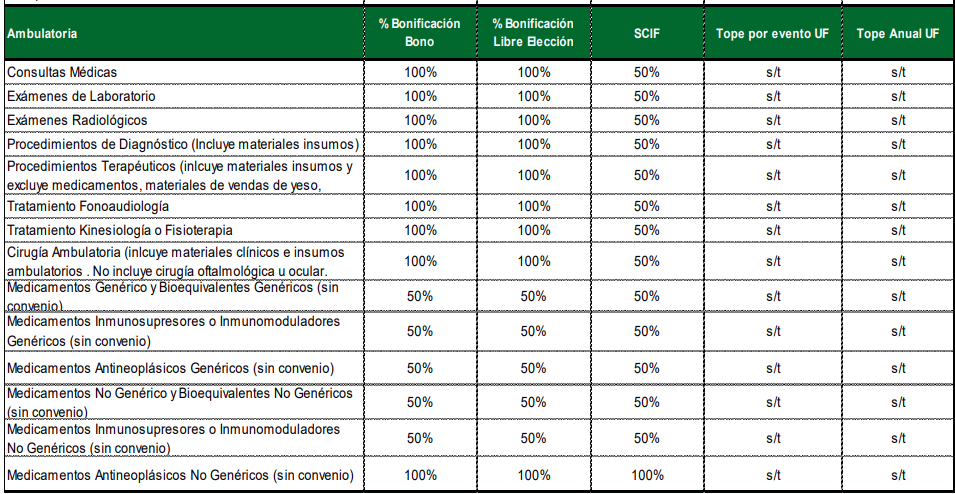 Ambulatoria % Bonificación Bono % Bonificación Libre Elección SCIF Tope por evento UF Tope Anual UF
Consultas Médicas 100% 100% 50% s/t s/t
Exámenes de Laboratorio 100% 100% 50% s/t s/t
Exámenes Radiológicos 100% 100% 50% s/t s/t
Procedimientos de Diagnóstico (Incluye materiales insumos) 100% 100% 50% s/t s/t
Procedimientos Terapéuticos (inlcuye materiales insumos y
excluye medicamentos, materiales de vendas de yeso, 100% 100% 50% s/t s/t
Tratamiento Fonoaudiología 100% 100% 50% s/t s/t
Tratamiento Kinesiología o Fisioterapia 100% 100% 50% s/t s/t
Cirugía Ambulatoria (inlcuye materiales clínicos e insumos
ambulatorios . No incluye cirugía oftalmológica u ocular. 100% 100% 50% s/t s/t
Medicamentos Genérico y Bioequivalentes Genéricos (sin
convenio) 50% 50% 50% s/t s/t
Medicamentos Inmunosupresores o Inmunomoduladores
Genéricos (sin convenio) 50% 50% 50% s/t s/t
Medicamentos Antineoplásicos Genéricos (sin convenio) 50% 50% 50% s/t s/t
Medicamentos No Genérico y Bioequivalentes No Genéricos
(sin convenio) 50% 50% 50% s/t s/t
Medicamentos Inmunosupresores o Inmunomoduladores
No Genéricos (sin convenio) 50% 50% 50% s/t s/t
Medicamentos Antineoplásicos No Genéricos (sin convenio) 100% 100% 100% s/t s/t